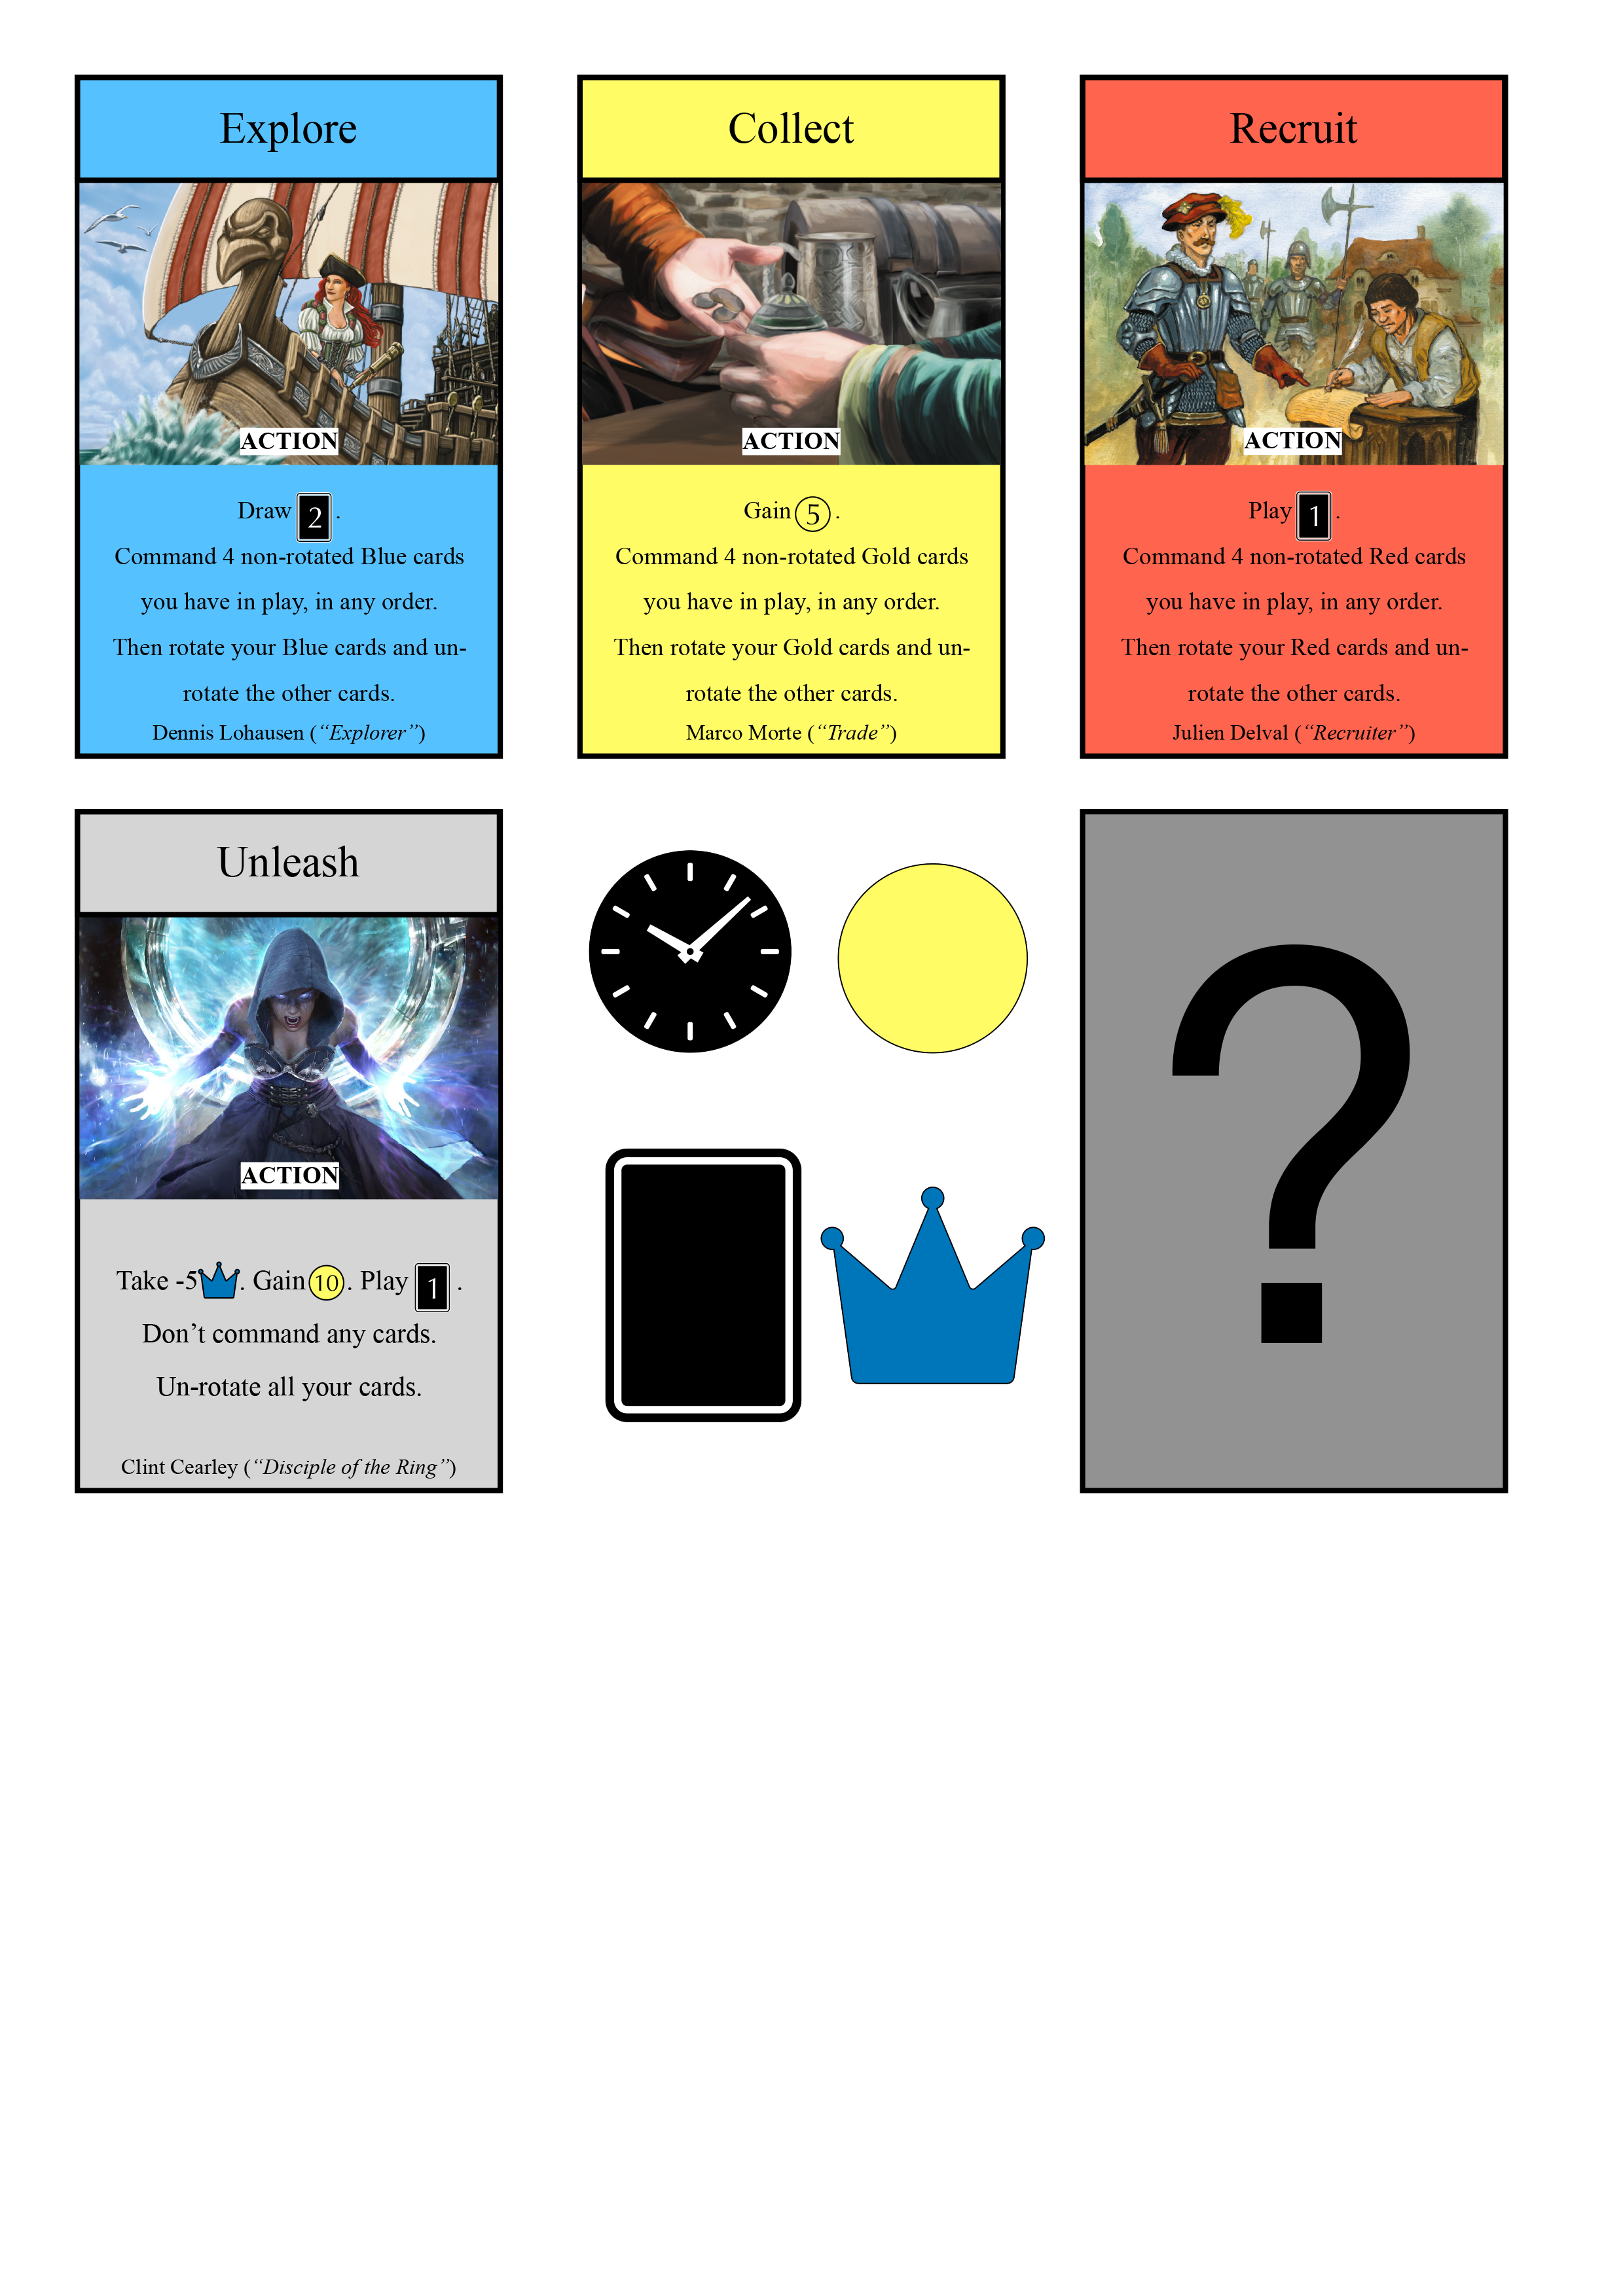 Explore
ACTION
Draw 2 .
Command 4 non-rotated Blue cards
you have in play, in any order.
Then rotate your Blue cards and un-
rotate the other cards.
Dennis Lohausen (“Explorer”)
Collect
ACTION
Gain 5 .
Command 4 non-rotated Gold cards
you have in play, in any order.
Then rotate your Gold cards and un-
rotate the other cards.
Marco Morte (“Trade”)
Recruit
ACTION
Play 1 .
Command 4 non-rotated Red cards
you have in play, in any order.
Then rotate your Red cards and un-
rotate the other cards.
Julien Delval (“Recruiter”)
Unleash
ACTION
Take -5 . Gain 10 . Play 1 .
Don’t command any cards.
Un-rotate all your cards.
Clint Cearley (“Disciple of the Ring”)
?